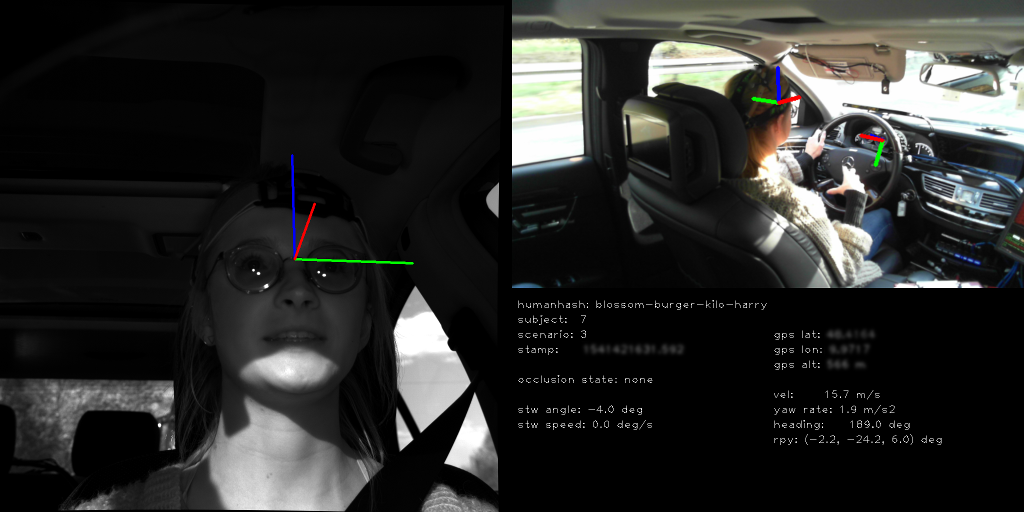 humanhash: blossom-burger-kilo-harry
subject: 7
scenario: 3
stamp:
occlusion state: none
stw angle: -4.0 deg
stw speed: 0.0 deg/s
gps lat:
gps lon:
gps alt:
vel: 15.7 m/s
yaw rate: 1.9 m/s2
heading: 189.0 deg
rpy: (-2.2, -24.2, 6.0) deg